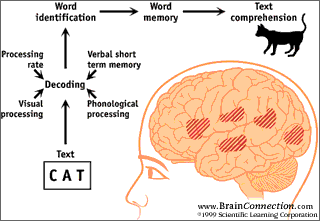 Word
identification
Word
memory
Text
comprehension
Processing
rate
Verbal short
term memory
Decoding
Visual
processing
Phonological
processing
Text
CAT
www.BrainConnection.com
©1999 Scientific Learning Corporation